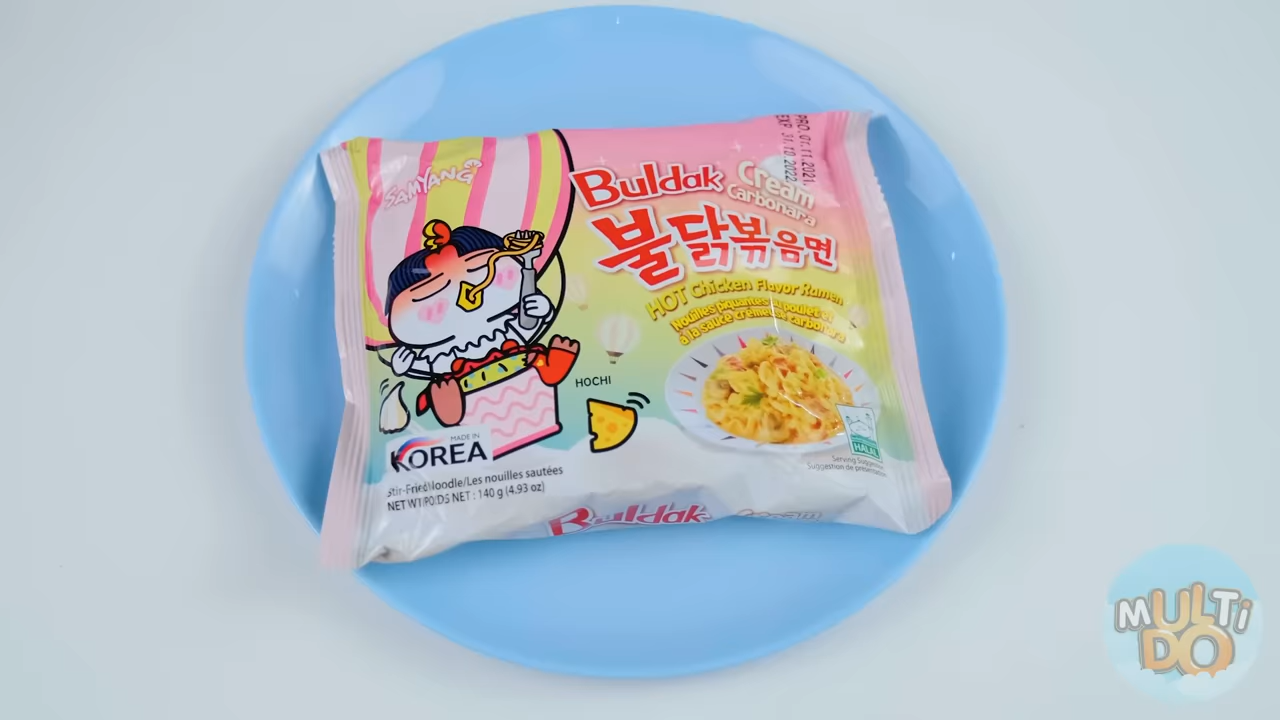 SAMYANG
Buldak
Cream
Carbonara
PRO. 01.11.2021.
EXP 31.10.2022.
불닭볶음면
HOT Chicken Flavor Ramen
Nouilles piquantes au poulet et
à la sauce crème à carbonara
HOCHI
MADE IN
KOREA
HALAL
Serving Suggestion
Suggestion de présentation
Stir-Fried Noodle/Les nouilles sautées
NET WT/POIDS NET : 140 g (4.93 oz)
Buldak Cream
MULTi
DO